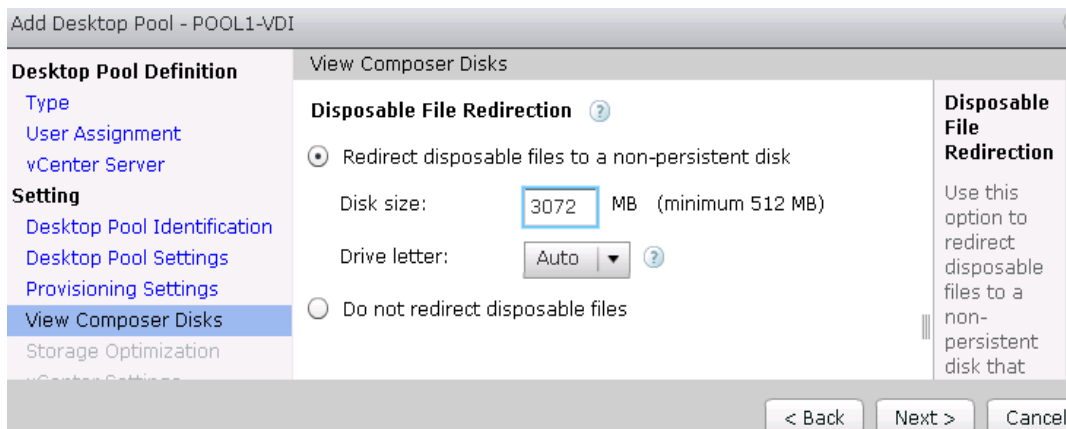 Add Desktop Pool - POOL1-VDI
Desktop Pool Definition
Type
User Assignment
vCenter Server
Setting
Desktop Pool Identification
Desktop Pool Settings
Provisioning Settings
View Composer Disks
Storage Optimization
View Composer Disks
Disposable File Redirection ?
Redirect disposable files to a non-persistent disk
Disk size: 3072 MB (minimum 512 MB)
Drive letter: Auto ?
Do not redirect disposable files
Disposable
File
Redirection
Use this
option to
redirect
disposable
files to a
non-
persistent
disk that
< Back Next > Cancel